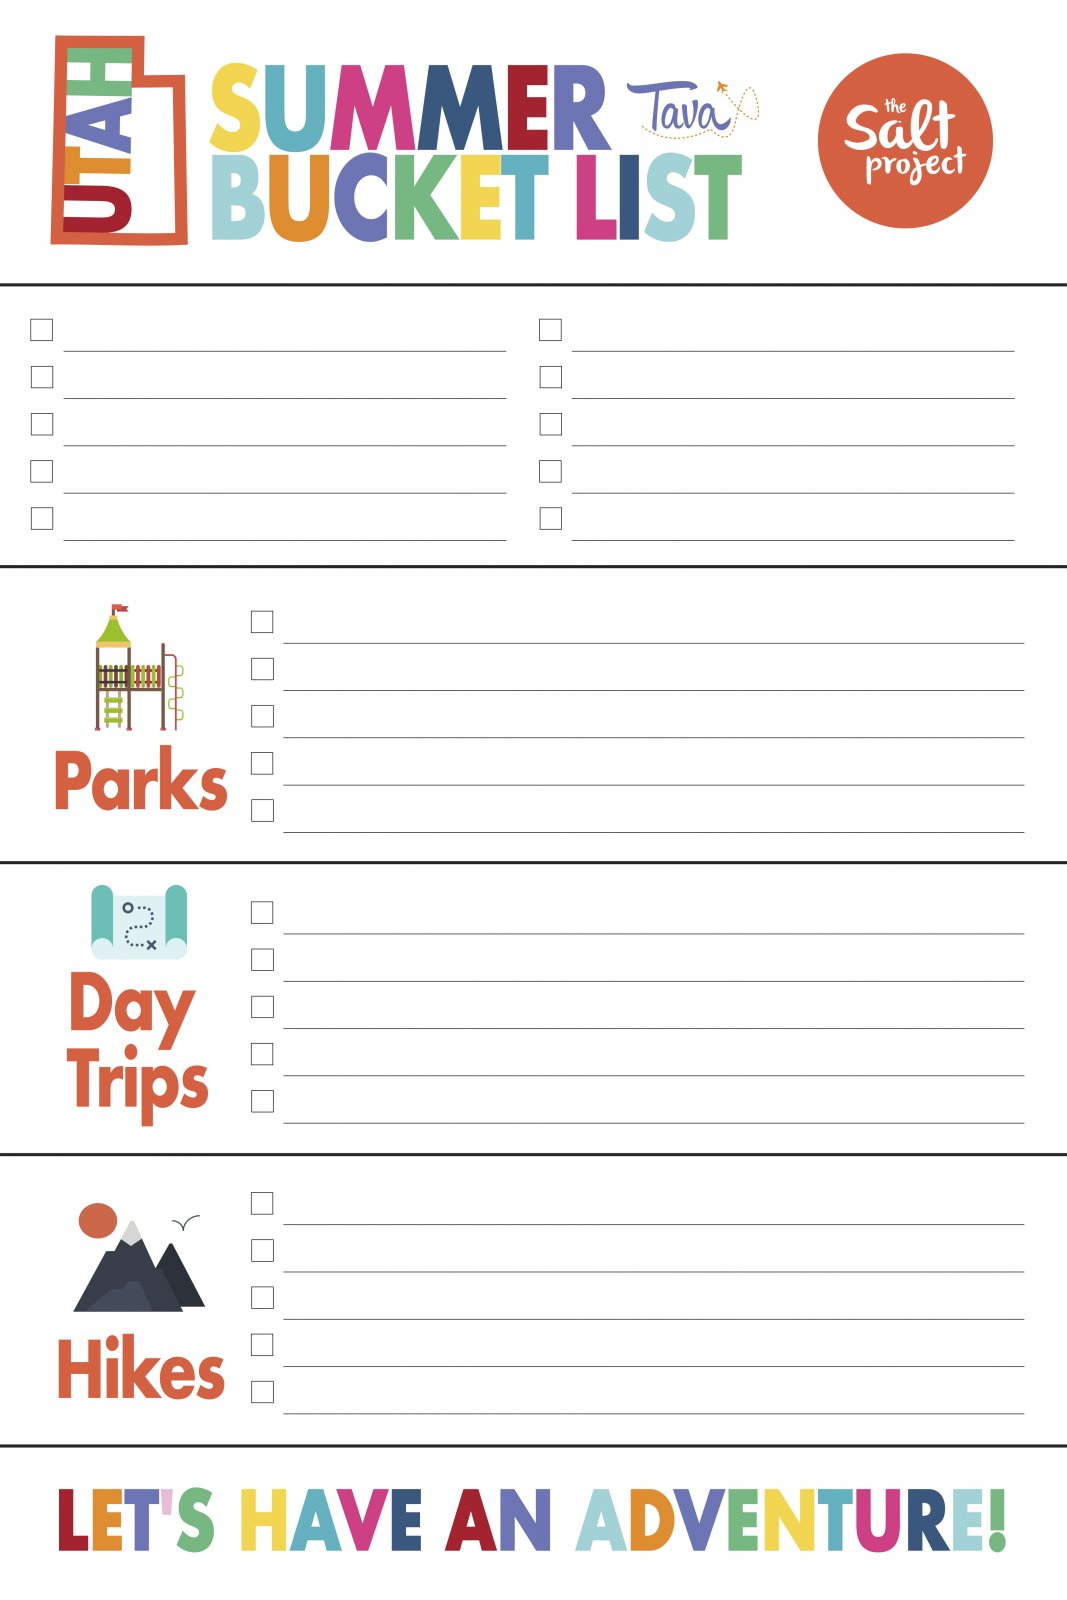 UTAH
SUMMER
BUCKET LIST
Tava
the
Salt
project
Parks
Day
Trips
Hikes
LET'S HAVE AN ADVENTURE!